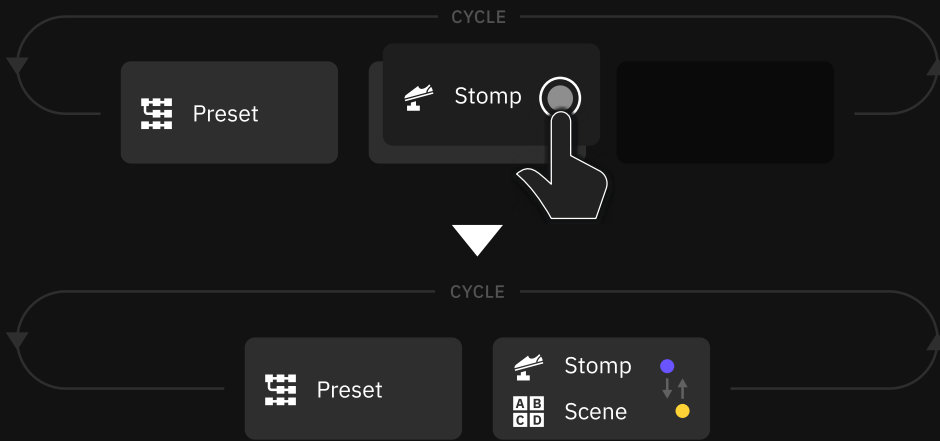 CYCLE
Preset
Stomp
CYCLE
Preset
Stomp
A B
C D
Scene